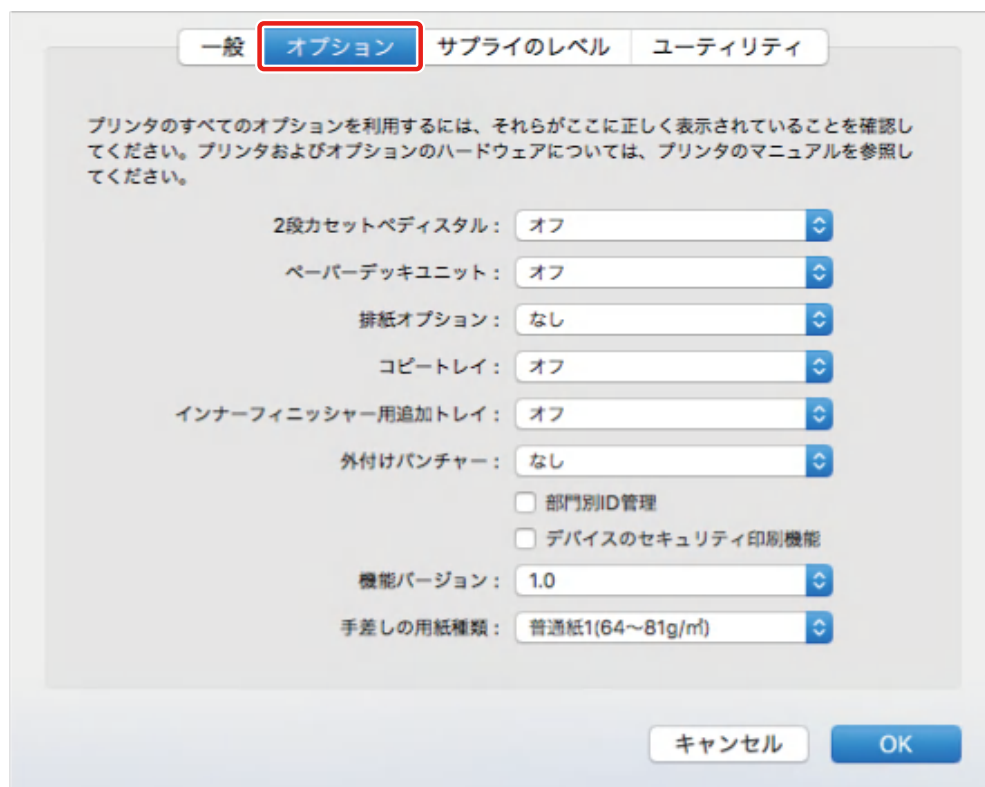 一般 オプション サプライのレベル ユーティリティ
プリンタのすべてのオプションを利用するには、それらがここに正しく表示されていることを確認し
てください。プリンタおよびオプションのハードウェアについては、プリンタのマニュアルを参照し
てください。
2段カセットペディスタル： オフ
ペーパーデッキユニット： オフ
排紙オプション： なし
コピートレイ： オフ
インナーフィニッシャー用追加トレイ： オフ
外付けパンチャー： なし
部門別ID管理
デバイスのセキュリティ印刷機能
機能バージョン： 1.0
手差しの用紙種類： 普通紙1(64〜81g/㎡)
キャンセル OK